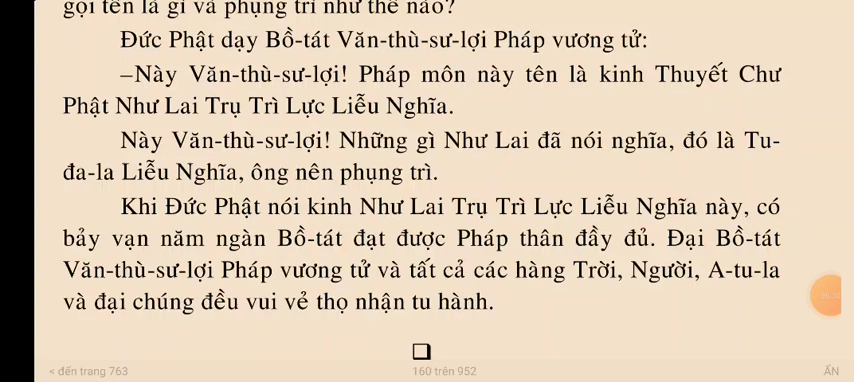 gọi tên là gì và phụng trì như thế nào?
Đức Phật dạy Bồ-tát Văn-thù-sư-lợi Pháp vương tử:
–Này Văn-thù-sư-lợi! Pháp môn này tên là kinh Thuyết Chư
Phật Như Lai Trụ Trì Lực Liễu Nghĩa.
Này Văn-thù-sư-lợi! Những gì Như Lai đã nói nghĩa, đó là Tu-
đa-la Liễu Nghĩa, ông nên phụng trì.
Khi Đức Phật nói kinh Như Lai Trụ Trì Lực Liễu Nghĩa này, có
bảy vạn năm ngàn Bồ-tát đạt được Pháp thân đầy đủ. Đại Bồ-tát
Văn-thù-sư-lợi Pháp vương tử và tất cả các hàng Trời, Người, A-tu-la
và đại chúng đều vui vẻ thọ nhận tu hành.
< đến trang 763
160 trên 952
ẨN